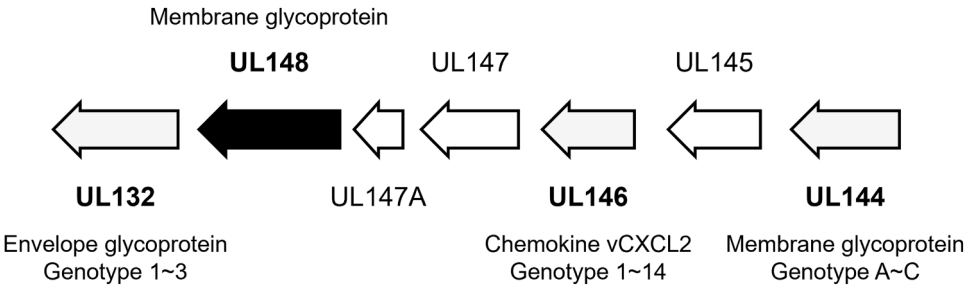 Membrane glycoprotein
UL148 UL147 UL145
UL132 UL147A UL146 UL144
Envelope glycoprotein Chemokine vCXCL2 Membrane glycoprotein
Genotype 1~3 Genotype 1~14 Genotype A~C